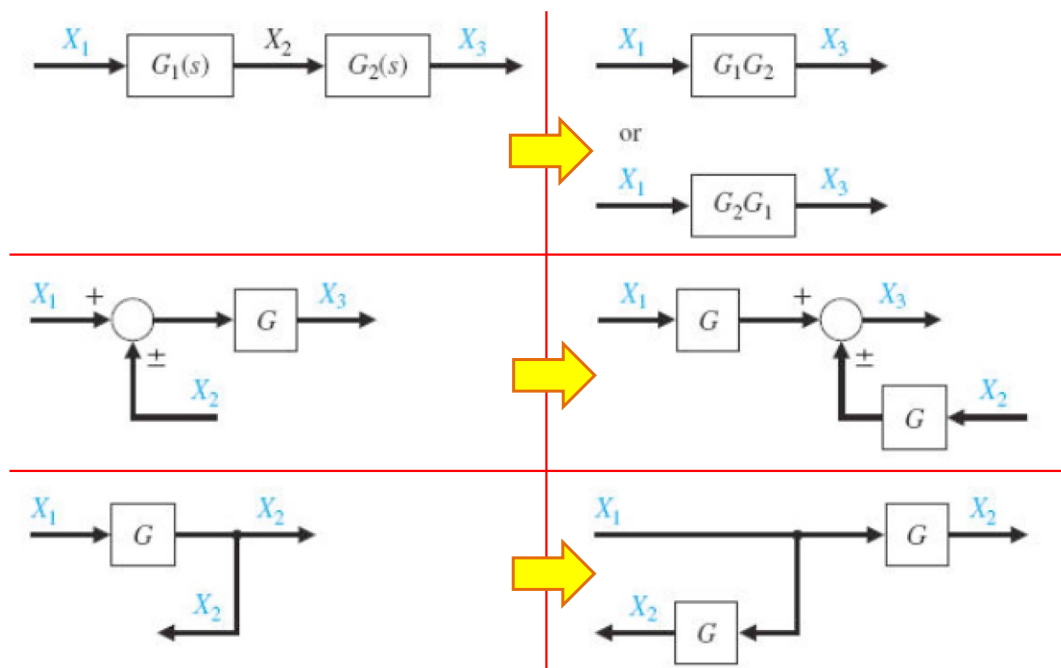 X₁ G₁(s) X₂ G₂(s) X₃
X₁ G₁G₂ X₃
or
X₁ G₂G₁ X₃
X₁ + G X₃
± X₂
X₁ G + X₃
± G X₂
X₁ G X₂
X₂
X₁ G X₂
X₂ G